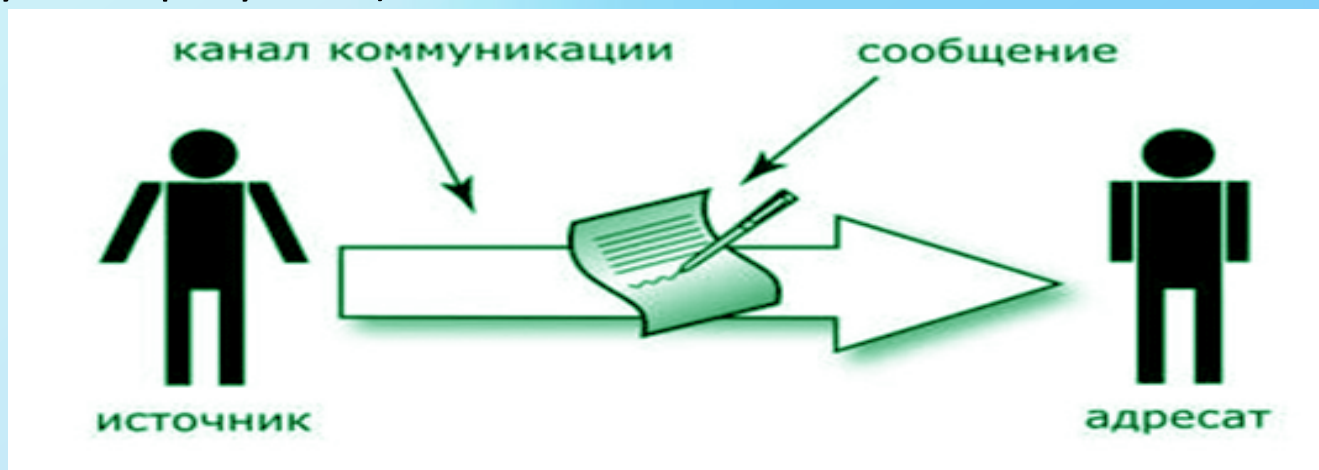 канал коммуникации
сообщение
источник
адресат